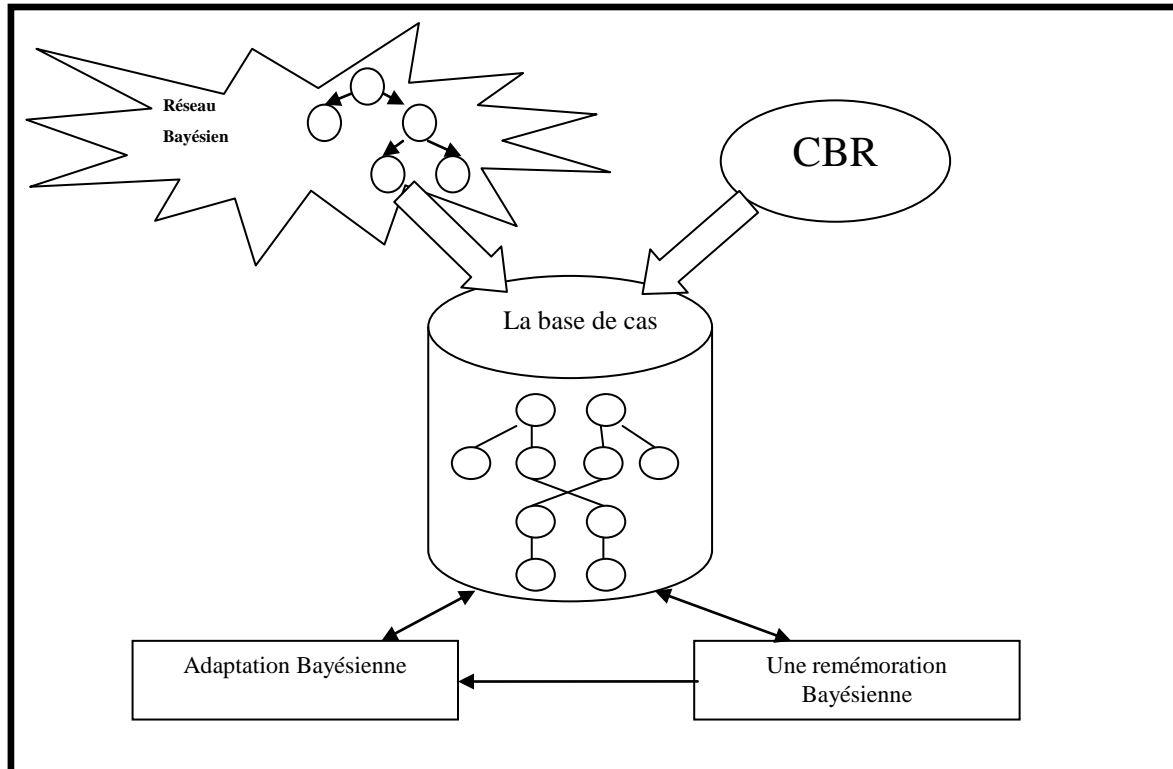 Réseau
Bayésien
CBR
La base de cas
Adaptation Bayésienne
Une remémoration
Bayésienne